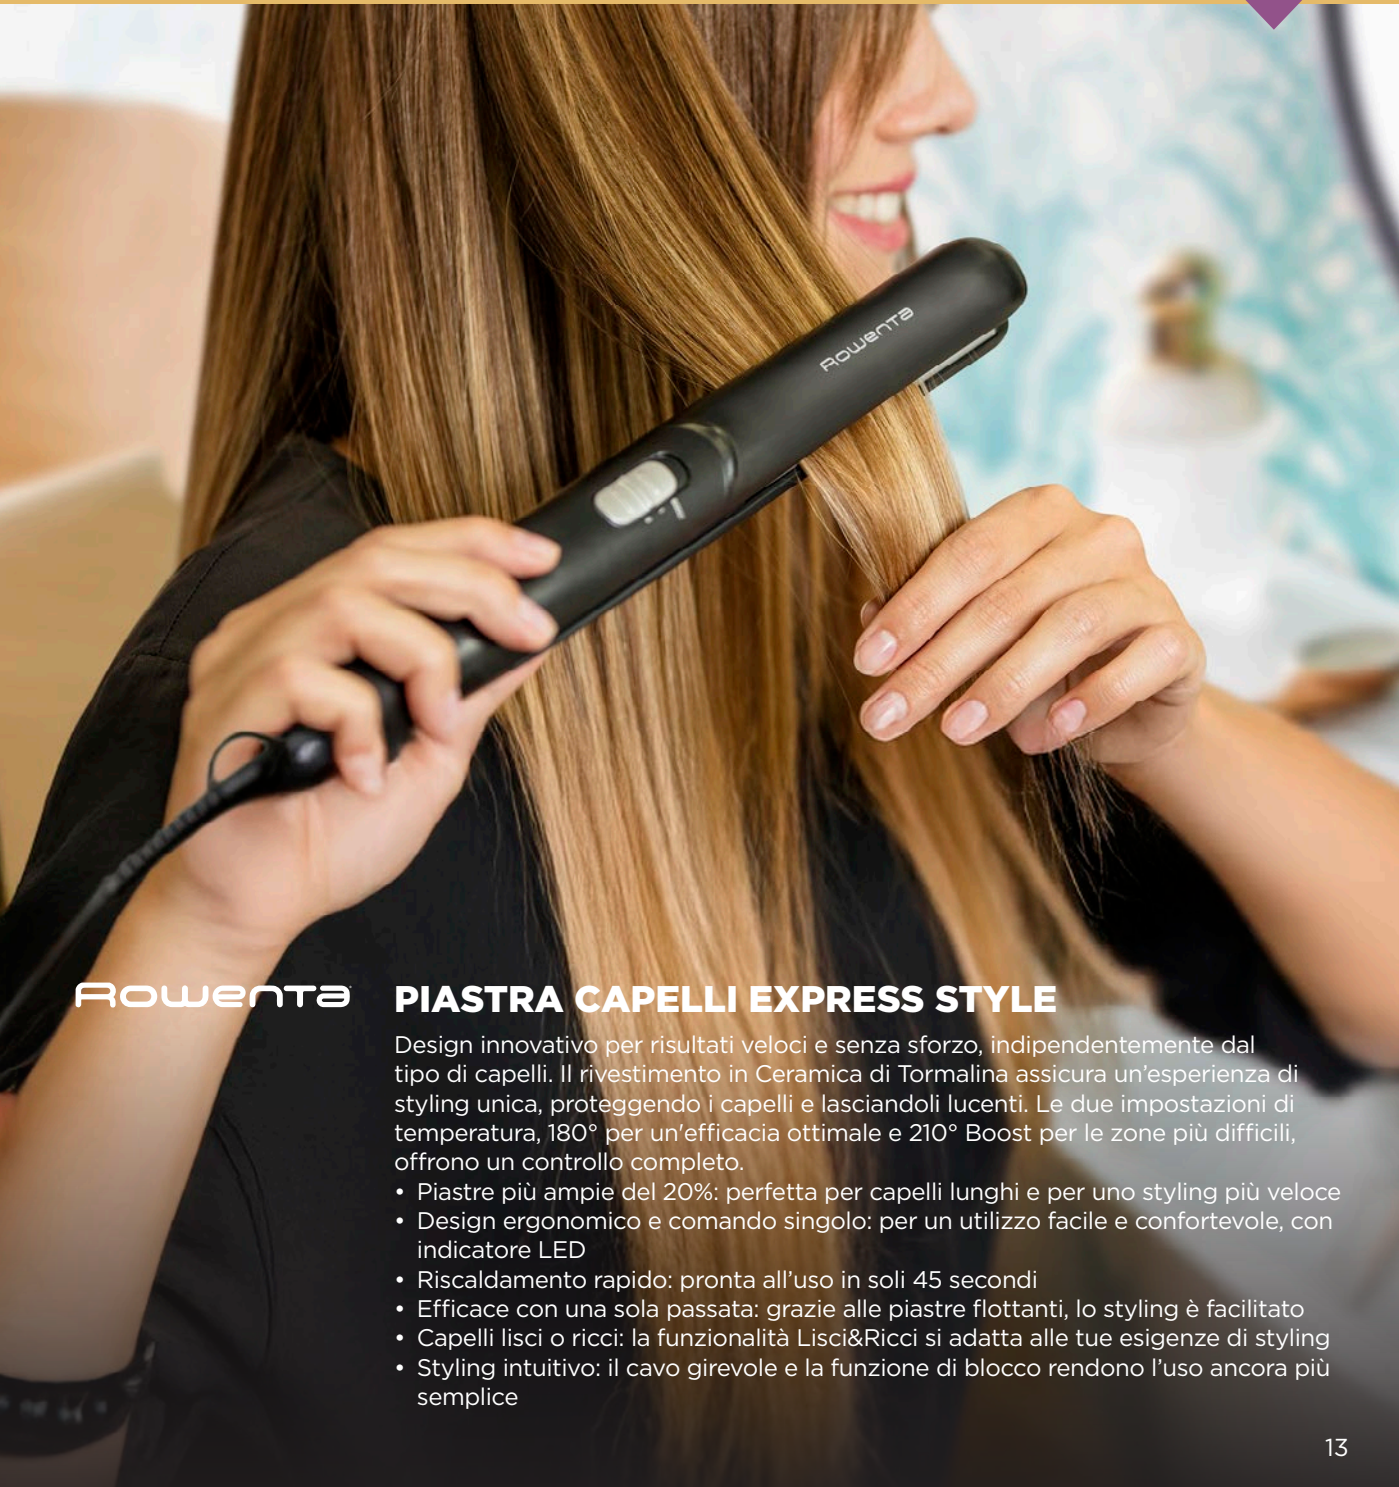 Rowenta
Rowenta
PIASTRA CAPELLI EXPRESS STYLE
Design innovativo per risultati veloci e senza sforzo, indipendentemente dal
tipo di capelli. Il rivestimento in Ceramica di Tormalina assicura un’esperienza di
styling unica, proteggendo i capelli e lasciandoli lucenti. Le due impostazioni di
temperatura, 180° per un'efficacia ottimale e 210° Boost per le zone più difficili,
offrono un controllo completo.
• Piastre più ampie del 20%: perfetta per capelli lunghi e per uno styling più veloce
• Design ergonomico e comando singolo: per un utilizzo facile e confortevole, con
indicatore LED
• Riscaldamento rapido: pronta all’uso in soli 45 secondi
• Efficace con una sola passata: grazie alle piastre flottanti, lo styling è facilitato
• Capelli lisci o ricci: la funzionalità Lisci&Ricci si adatta alle tue esigenze di styling
• Styling intuitivo: il cavo girevole e la funzione di blocco rendono l’uso ancora più
semplice
13